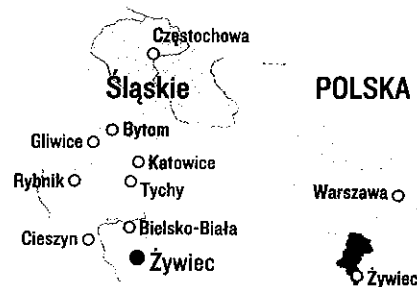 Częstochowa
Śląskie
POLSKA
Bytom
Gliwice
Katowice
Rybnik
Tychy
Warszawa
Bielsko-Biała
Cieszyn
Żywiec
Żywiec